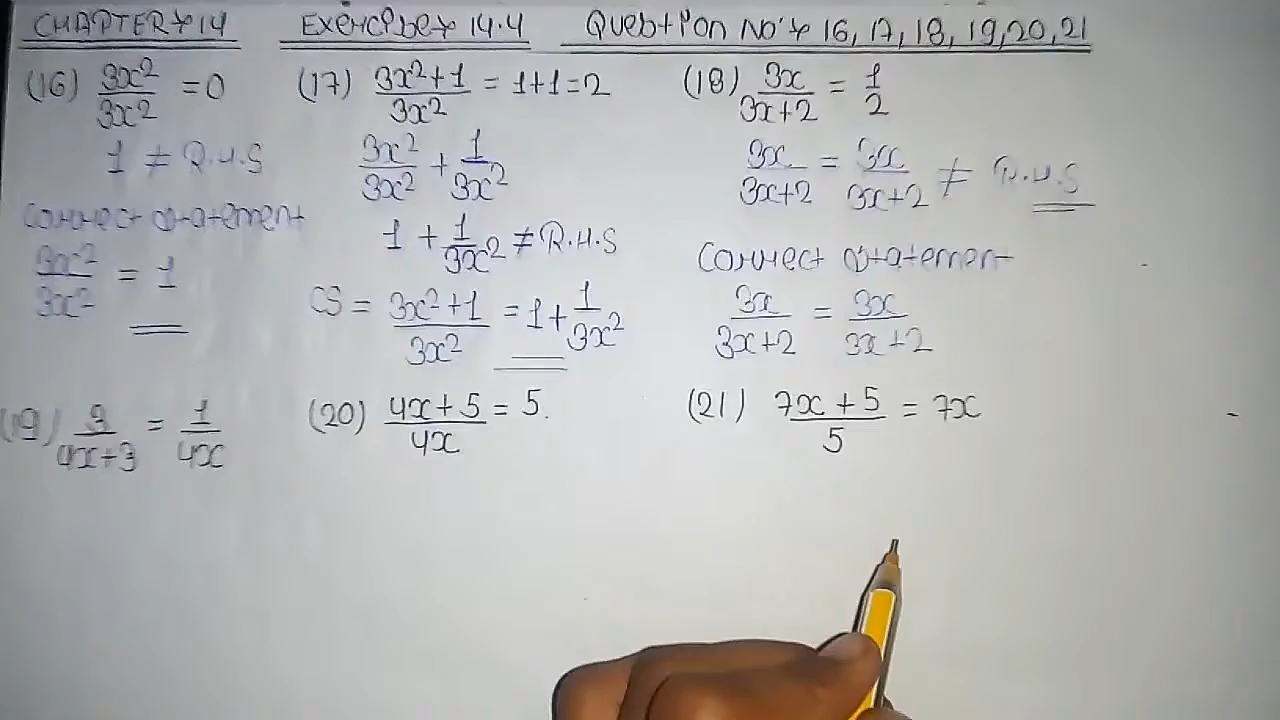 CHAPTER → 14 EXERCISE → 14.4 Question No → 16, 17, 18, 19, 20, 21
(16) 3x²/3x² = 0
1 ≠ R.H.S
Correct statement
3x²/3x² = 1
(17) 3x²+1/3x² = 1+1=2
3x²/3x² + 1/3x²
1 + 1/3x² ≠ R.H.S
CS = 3x²+1/3x² = 1+1/3x²
(18) 3x/3x+2 = 1/2
3x/3x+2 = 3x/3x+2 ≠ R.H.S
Correct statement
3x/3x+2 = 3x/3x+2
(19) 3/4x+3 = 1/4x
(20) 4x+5/4x = 5.
(21) 7x+5/5 = 7x